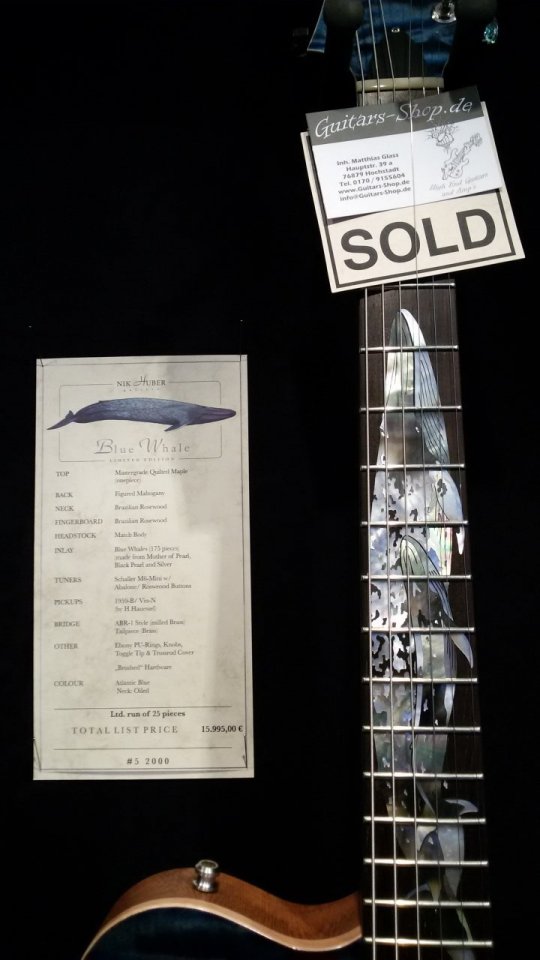 Guitars-Shop.de
Inh. Matthias Glass
Hauptstr. 39 a
76879 Hochstadt
Tel. 0170 / 9155604
www.Guitars-Shop.de
info@Guitars-Shop.de
High End Guitars
and Amp's
SOLD
NIK HUBER
GUITARS
Blue Whale
LIMITED EDITION
TOP Mastergrade Quilted Maple
(onepiece)
BACK Figured Mahogany
NECK Brazilian Rosewood
FINGERBOARD Brazilian Rosewood
HEADSTOCK Match Body
INLAY Blue Whales (175 pieces)
made from Mother of Pearl,
Black Pearl and Silver
TUNERS Schaller M6-Mini w/
Abalone/ Rosewood Buttons
PICKUPS 1959-B/ Vin-N
(by H.Haeussel)
BRIDGE ABR-1 Style (milled Brass)
Tailpiece (Brass)
OTHER Ebony PU-Rings, Knobs,
Toggle Tip & Trussrod Cover
„Brushed" Hardware
COLOUR Atlantic Blue
Neck: Oiled
Ltd. run of 25 pieces
TOTAL LIST PRICE 15.995,00 €
#5 2000